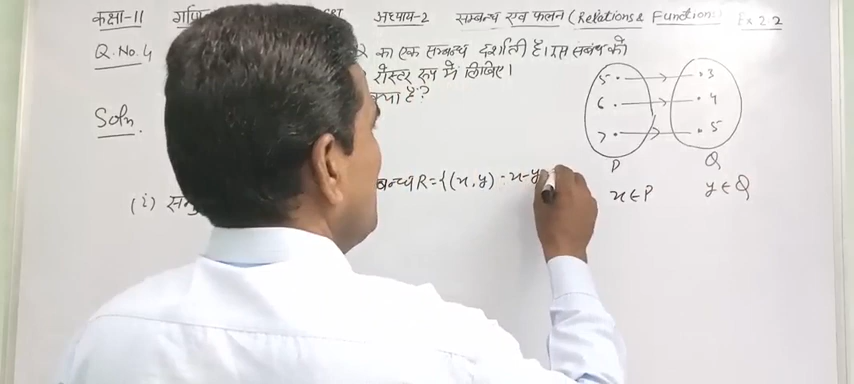 कक्षा-11 गणि अध्याय-2 सम्बन्ध एवं फलन (Relations & Functions) Ex 2.2
Q. No. 4 का एक सम्बन्ध दर्शाती है। इस संबंध को
रोस्टर रूप में लिखिए।
क्या है?
Soln.
5 3
6 4
7 5
P Q
(i) समु बन्ध R = {(x, y) : x-y
x ∈ P y ∈ Q